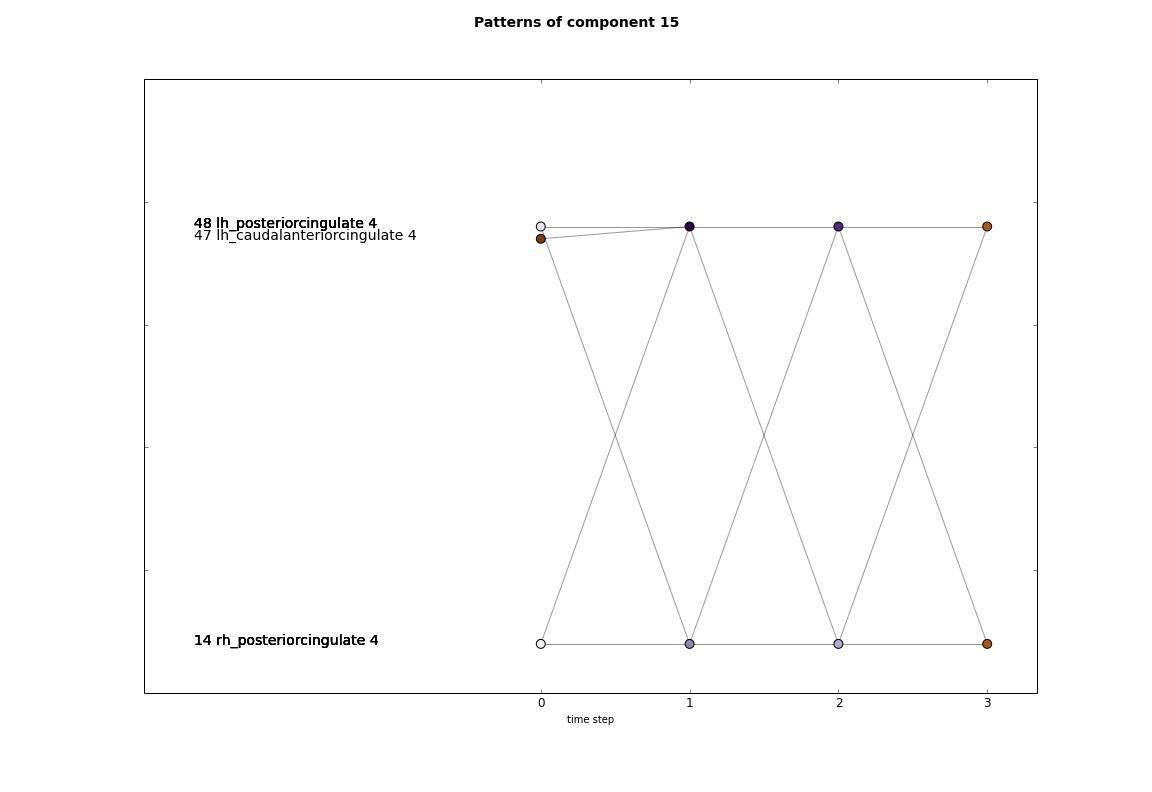 Patterns of component 15
48 lh_posteriorcingulate 4
47 lh_caudalanteriorcingulate 4
14 rh_posteriorcingulate 4
0 1 2 3
time step